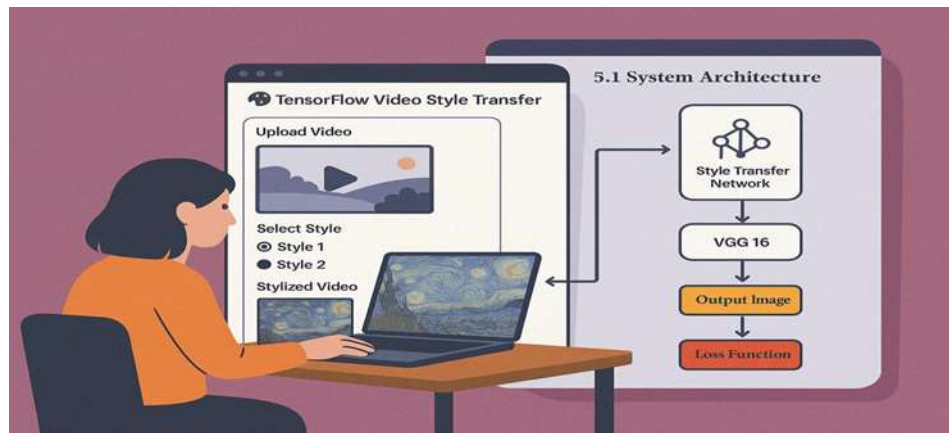 TensorFlow Video Style Transfer
Upload Video
Select Style
Style 1
Style 2
Stylized Video
5.1 System Architecture
Style Transfer
Network
VGG 16
Output Image
Loss Function